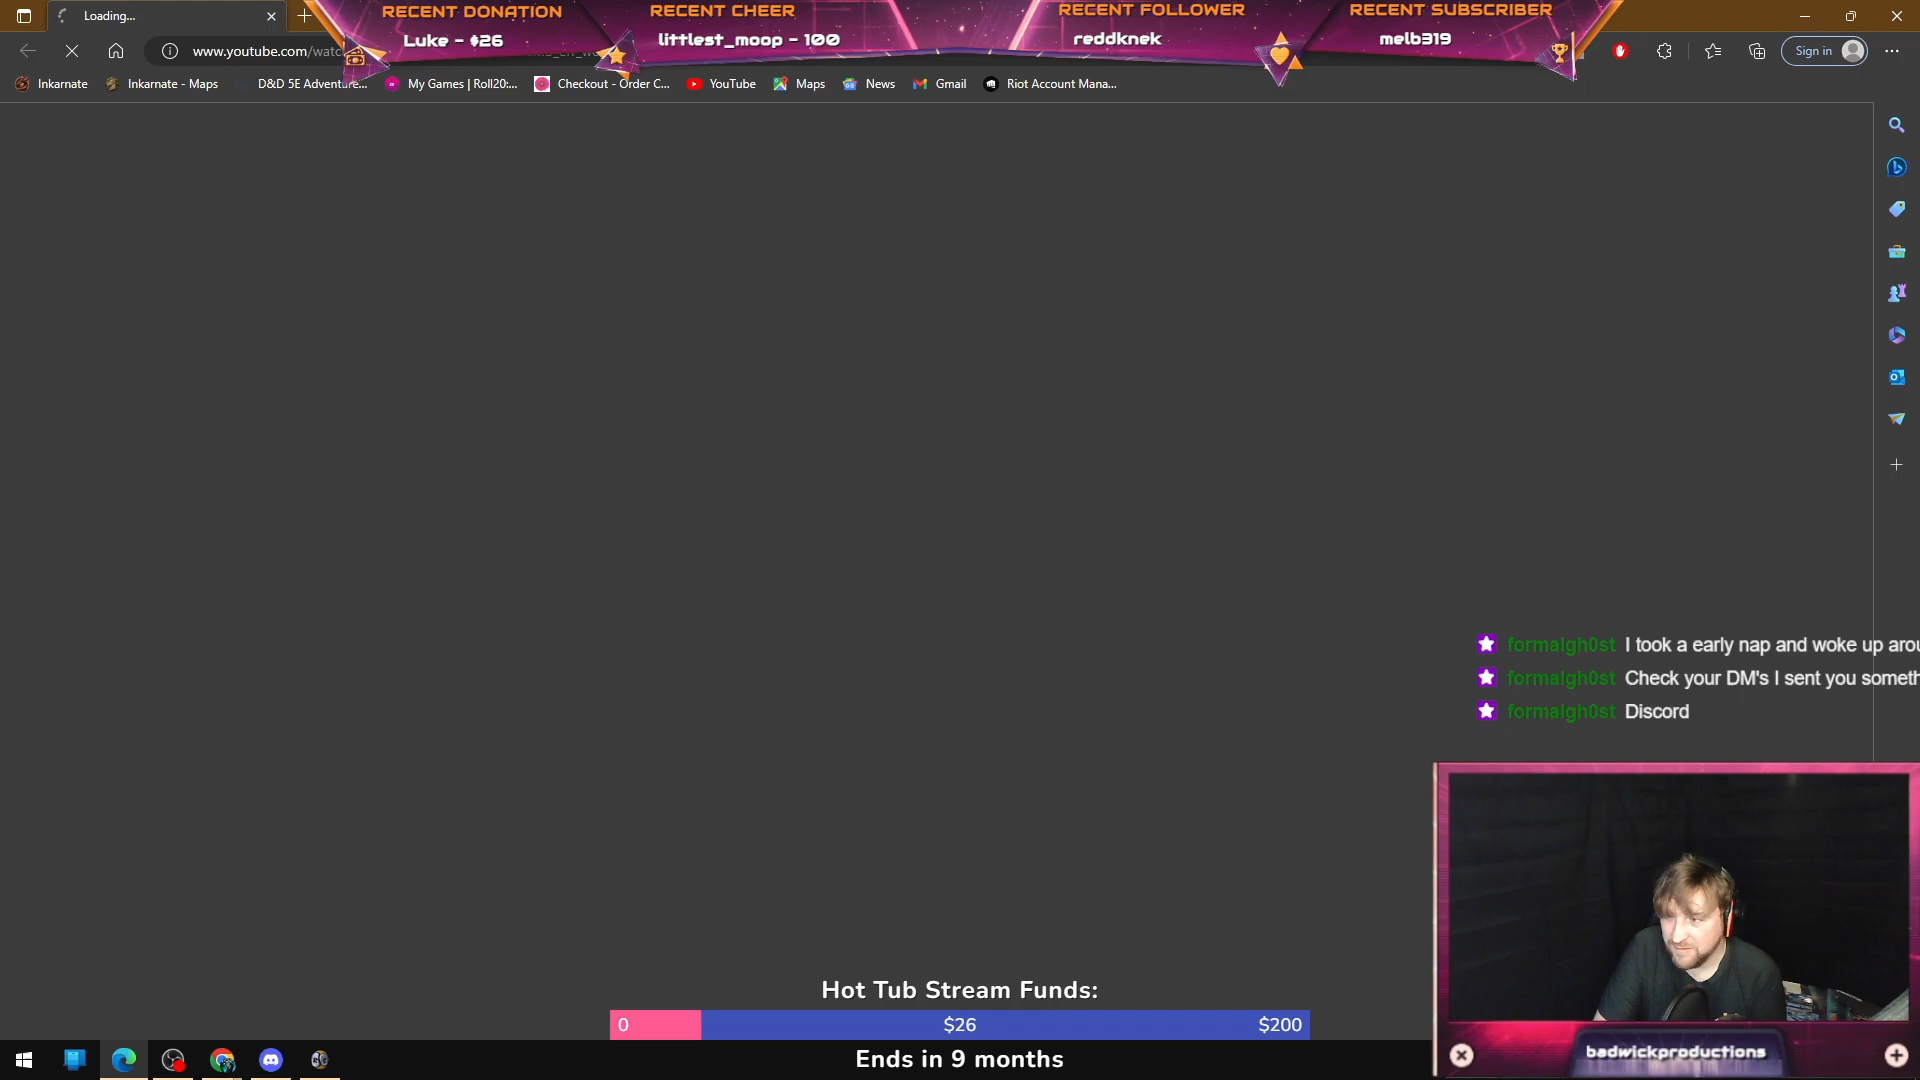 Loading...
RECENT DONATION
Luke - $26
RECENT CHEER
littlest_moop - 100
RECENT FOLLOWER
reddknek
RECENT SUBSCRIBER
melb319
www.youtube.com/watc
Sign in
Inkarnate
Inkarnate - Maps
D&D 5E Adventure...
My Games | Roll20:...
Checkout - Order C...
YouTube
Maps
News
Gmail
Riot Account Mana...
formalgh0st I took a early nap and woke up arou
formalgh0st Check your DM's I sent you someth
formalgh0st Discord
Hot Tub Stream Funds:
0 $26 $200
Ends in 9 months
badwickproductions